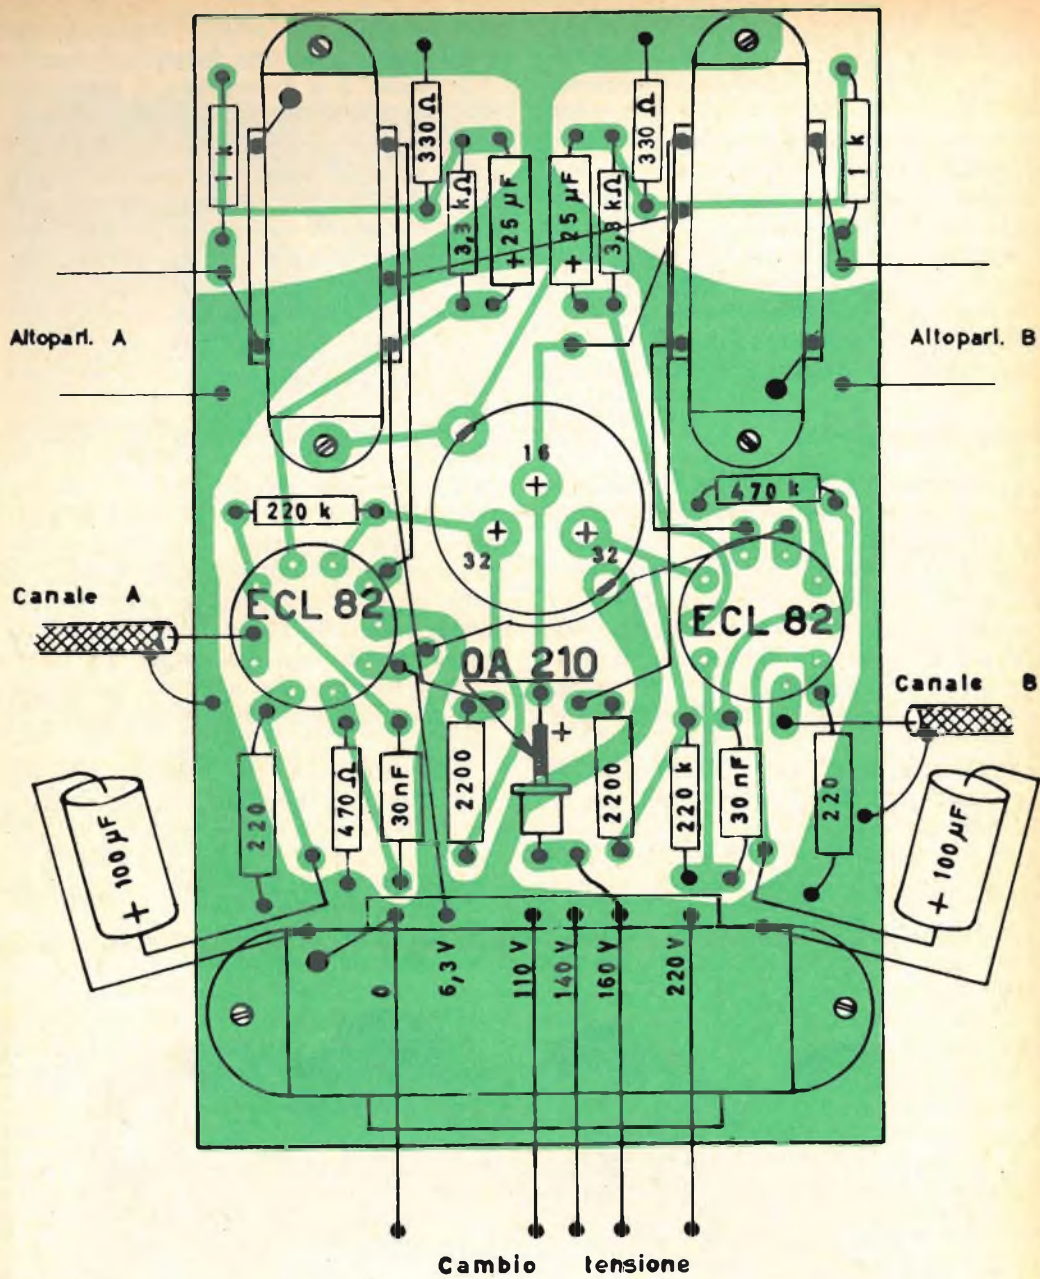 1 k
330 Ω
3,3 kΩ
+ 25 µF
+ 25 µF
3,3 kΩ
330 Ω
1 k
Altoparl. A
Altoparl. B
16
+
+
+
32
32
220 k
470 k
Canale A
ECL 82
ECL 82
OA 210
Canale B
+
220
470 Ω
30 nF
2200
2200
220 k
30 nF
220
+ 100 µF
+ 100 µF
0
6,3 V
110 V
140 V
160 V
220 V
Cambio tensione